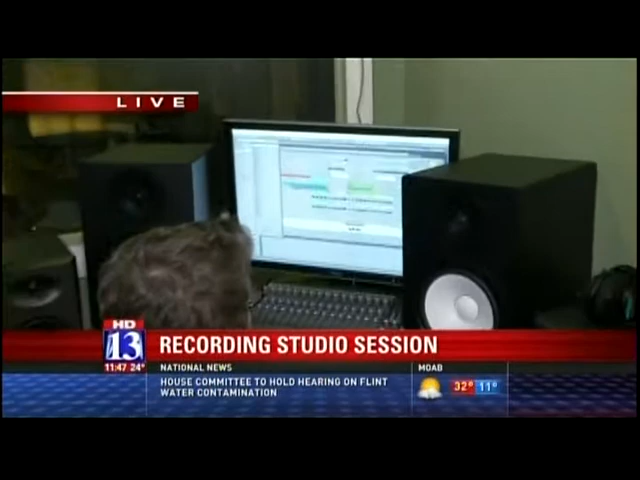 LIVE
HD
13
11:47 24°
RECORDING STUDIO SESSION
NATIONAL NEWS
HOUSE COMMITTEE TO HOLD HEARING ON FLINT
WATER CONTAMINATION
MOAB
32° 11°